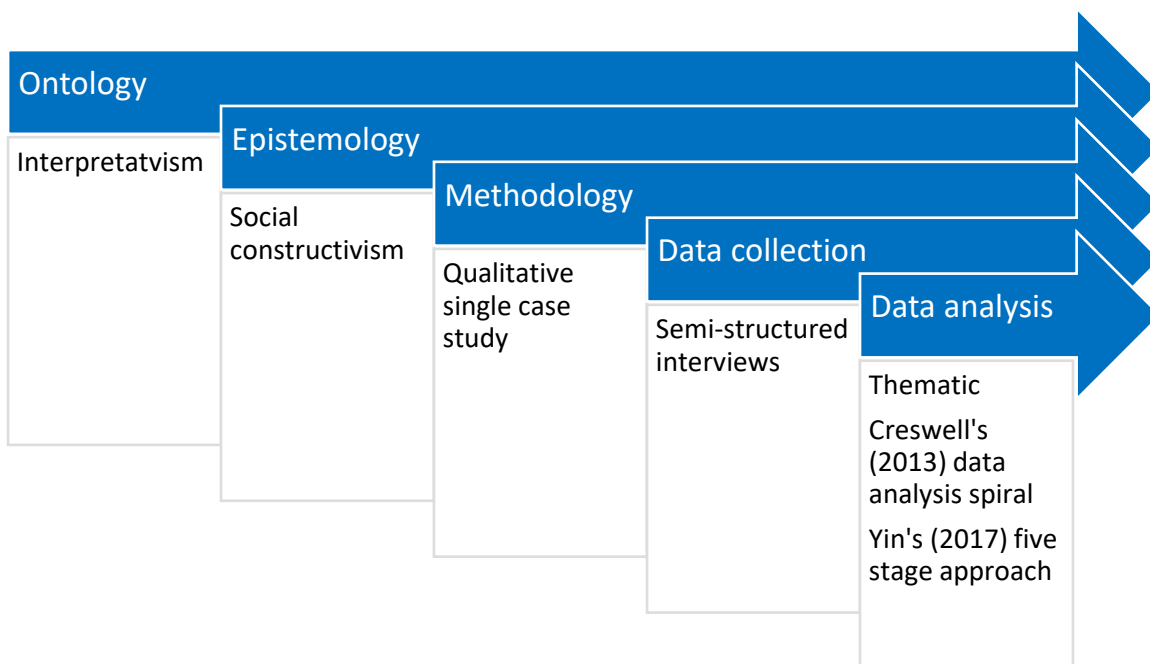 Ontology
Interpretatvism
Epistemology
Social
constructivism
Methodology
Qualitative
single case
study
Data collection
Semi-structured
interviews
Data analysis
Thematic
Creswell's
(2013) data
analysis spiral
Yin's (2017) five
stage approach